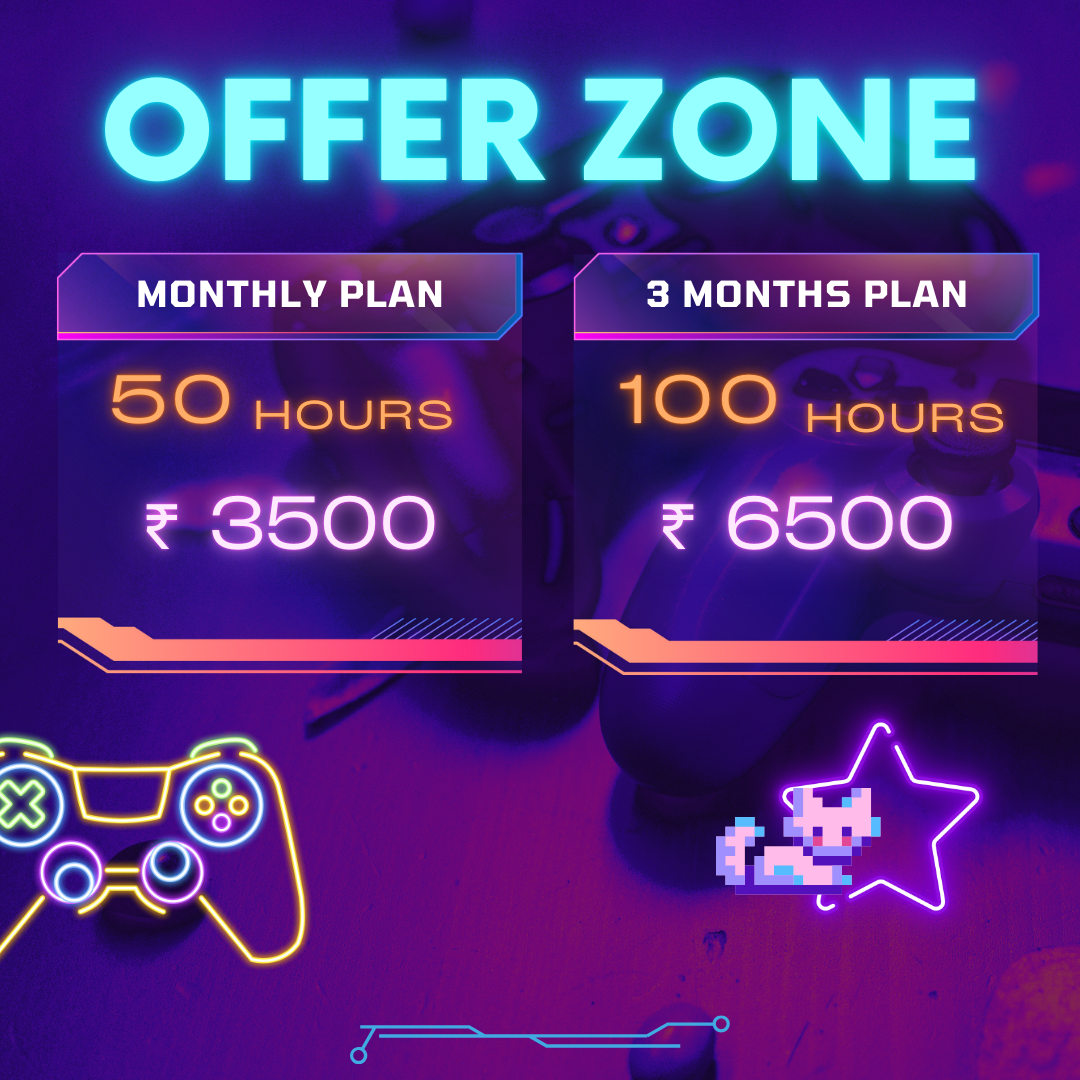 OFFER ZONE
MONTHLY PLAN
50 HOURS
₹ 3500
3 MONTHS PLAN
100 HOURS
₹ 6500